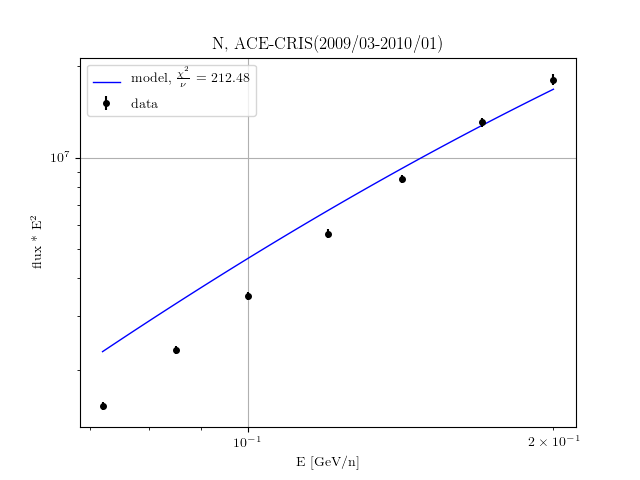 N, ACE-CRIS(2009/03-2010/01)
model, χ²/ν = 212.48
data
10⁷
flux * E²
10⁻¹
2 × 10⁻¹
E [GeV/n]